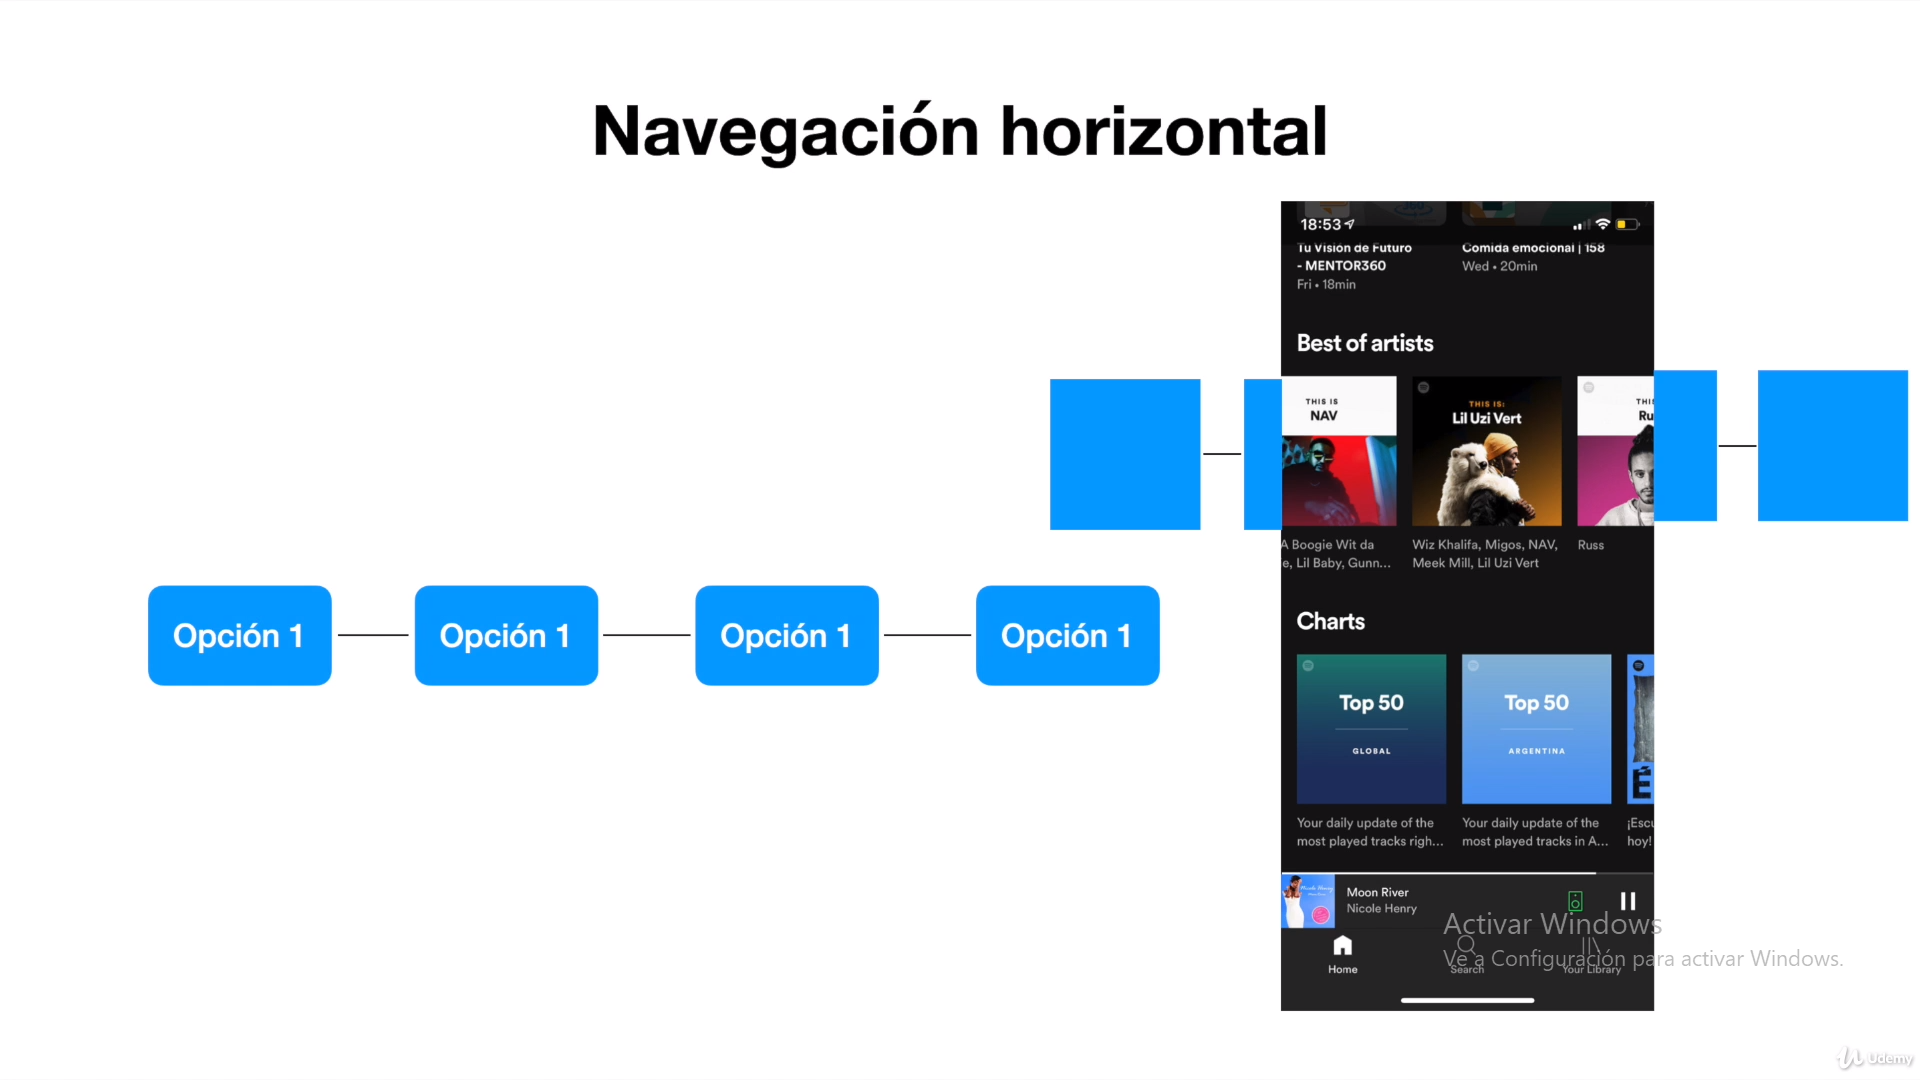 Navegación horizontal
18:53
Tu Visión de Futuro
- MENTOR360
Fri • 18min
Comida emocional | 158
Wed • 20min
Best of artists
THIS IS
NAV
THIS IS:
Lil Uzi Vert
THI
Ru
A Boogie Wit da
e, Lil Baby, Gunn...
Wiz Khalifa, Migos, NAV,
Meek Mill, Lil Uzi Vert
Russ
Opción 1
Opción 1
Opción 1
Opción 1
Charts
Top 50
GLOBAL
Top 50
ARGENTINA
É
Your daily update of the
most played tracks righ...
Your daily update of the
most played tracks in A...
¡Escu
hoy!
Nicole Henry
Moon River
Nicole Henry
Home
Search
Your Library
Activar Windows
Ve a Configuración para activar Windows.
Udemy